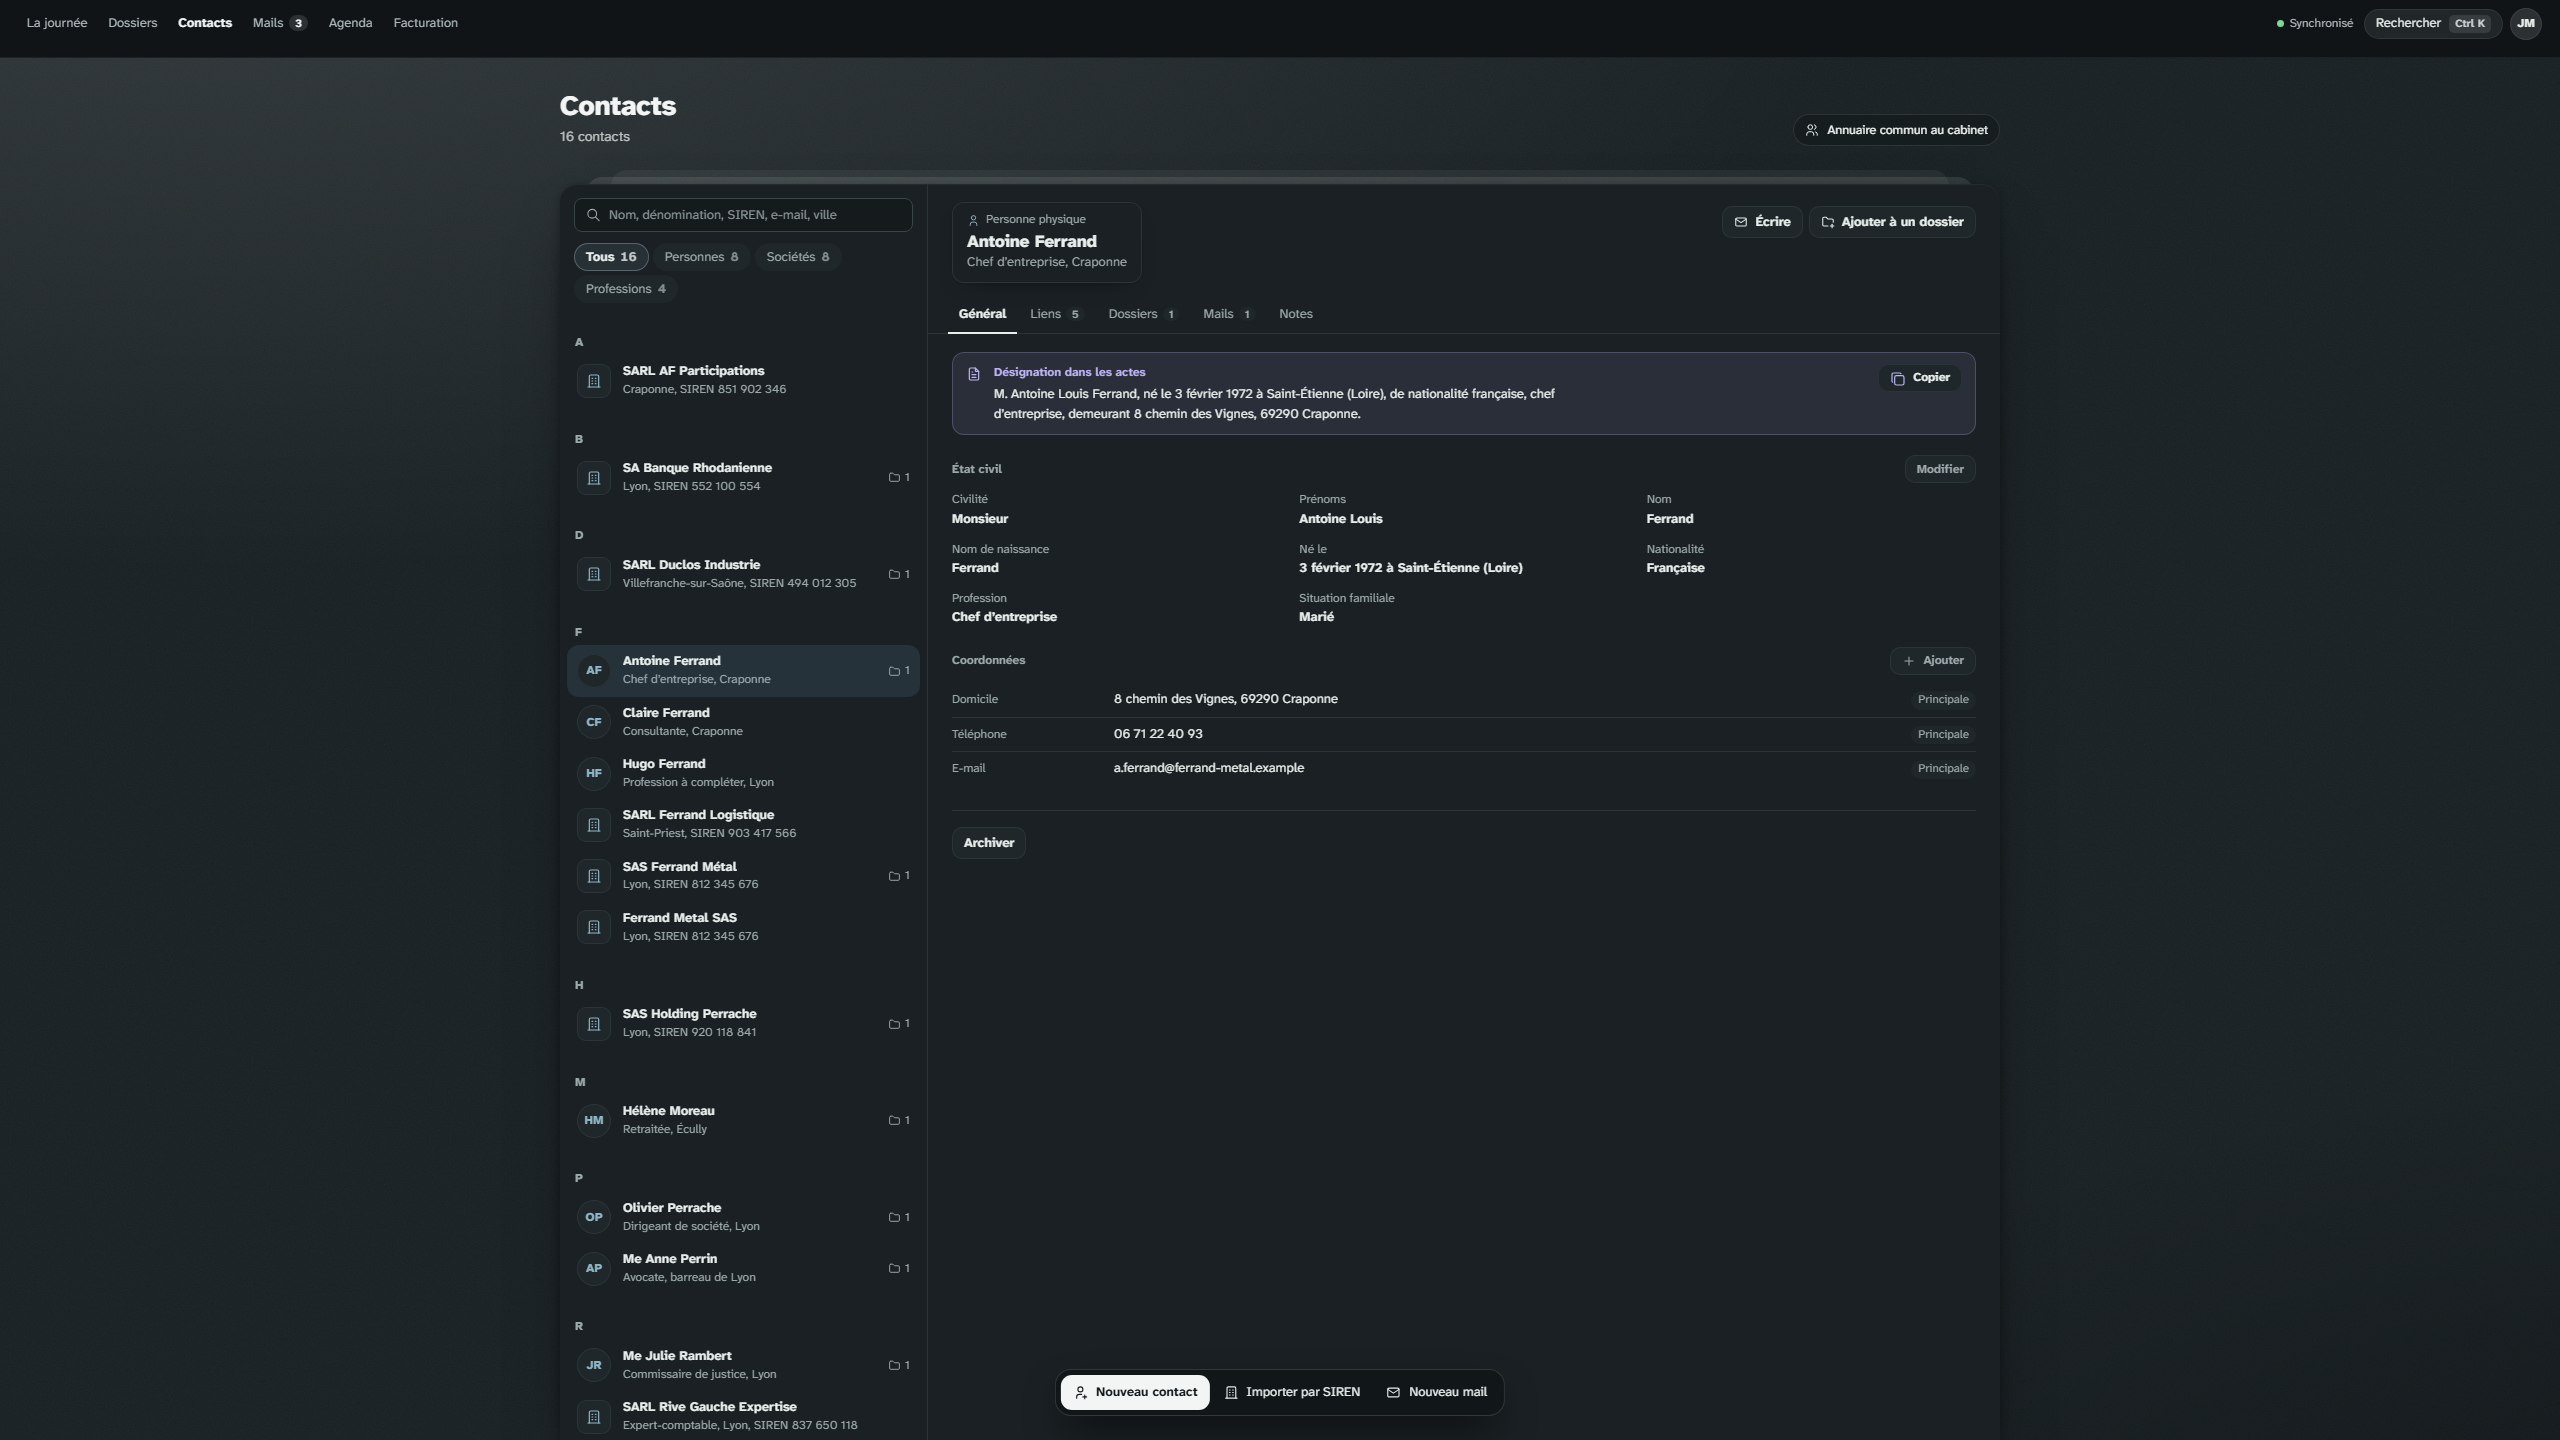 La journée
Dossiers
Contacts
Mails 3
Agenda
Facturation
Synchronisé
Rechercher Ctrl K
JM
Contacts
16 contacts
Annuaire commun au cabinet
Nom, dénomination, SIREN, e-mail, ville
Tous 16
Personnes 8
Sociétés 8
Professions 4
A
SARL AF Participations
Craponne, SIREN 851 902 346
B
SA Banque Rhodanienne
Lyon, SIREN 552 100 554
1
D
SARL Duclos Industrie
Villefranche-sur-Saône, SIREN 494 012 305
1
F
AF
Antoine Ferrand
Chef d'entreprise, Craponne
1
CF
Claire Ferrand
Consultante, Craponne
HF
Hugo Ferrand
Profession à compléter, Lyon
SARL Ferrand Logistique
Saint-Priest, SIREN 903 417 566
SAS Ferrand Métal
Lyon, SIREN 812 345 676
1
Ferrand Metal SAS
Lyon, SIREN 812 345 676
H
SAS Holding Perrache
Lyon, SIREN 920 118 841
1
M
HM
Hélène Moreau
Retraitée, Écully
1
P
OP
Olivier Perrache
Dirigeant de société, Lyon
1
AP
Me Anne Perrin
Avocate, barreau de Lyon
1
R
JR
Me Julie Rambert
Commissaire de justice, Lyon
1
SARL Rive Gauche Expertise
Expert-comptable, Lyon, SIREN 837 650 118
Personne physique
Antoine Ferrand
Chef d'entreprise, Craponne
Écrire
Ajouter à un dossier
Général
Liens 5
Dossiers 1
Mails 1
Notes
Désignation dans les actes
M. Antoine Louis Ferrand, né le 3 février 1972 à Saint-Étienne (Loire), de nationalité française, chef
d'entreprise, demeurant 8 chemin des Vignes, 69290 Craponne.
Copier
État civil
Modifier
Civilité
Monsieur
Prénoms
Antoine Louis
Nom
Ferrand
Nom de naissance
Ferrand
Né le
3 février 1972 à Saint-Étienne (Loire)
Nationalité
Française
Profession
Chef d'entreprise
Situation familiale
Marié
Coordonnées
Ajouter
Domicile
8 chemin des Vignes, 69290 Craponne
Principale
Téléphone
06 71 22 40 93
Principale
E-mail
a.ferrand@ferrand-metal.example
Principale
Archiver
Nouveau contact
Importer par SIREN
Nouveau mail